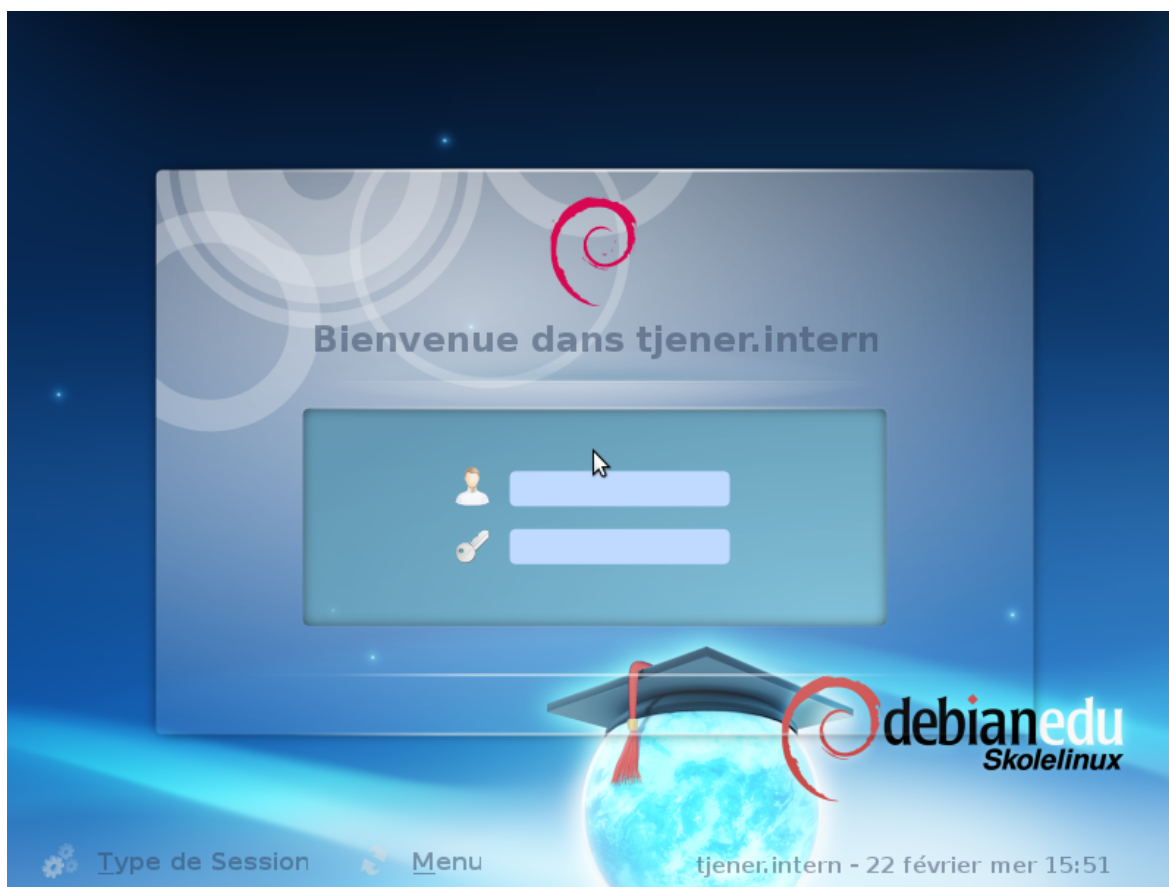 Bienvenue dans tjener.intern
debianedu
Skolelinux
Type de Session
Menu
tjener.intern - 22 février mer 15:51